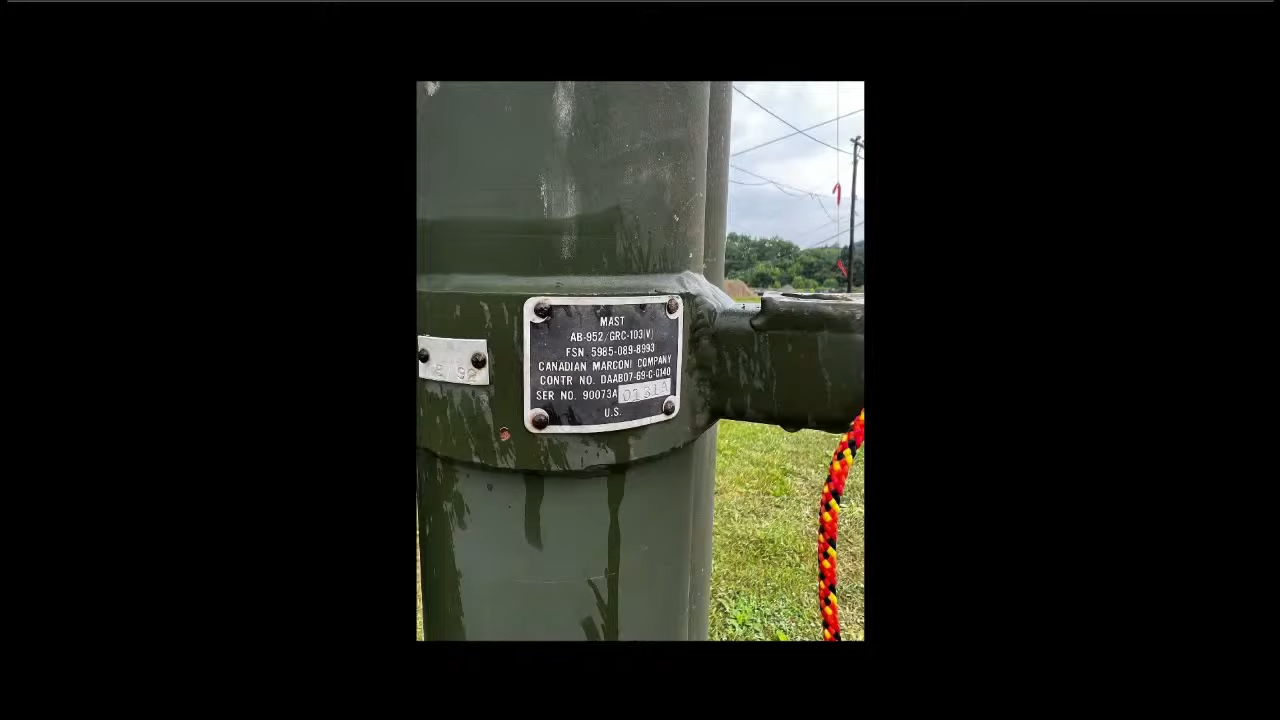 MAST
AB-952/GRC-103(V)
FSN 5985-089-8993
CANADIAN MARCONI COMPANY
CONTR NO. DAAB07-69-C-0140
SER NO. 90073A 0131A
U.S.